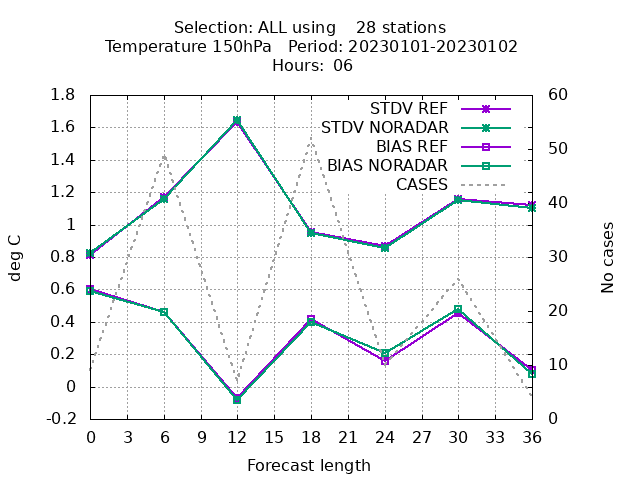 Selection: ALL using    28 stations
Temperature 150hPa   Period: 20230101-20230102
Hours:  06
STDV REF
STDV NORADAR
BIAS REF
BIAS NORADAR
CASES
deg C
1.8
1.6
1.4
1.2
1
0.8
0.6
0.4
0.2
0
-0.2
60
50
40
30
20
10
0
No cases
0 3 6 9 12 15 18 21 24 27 30 33 36
Forecast length